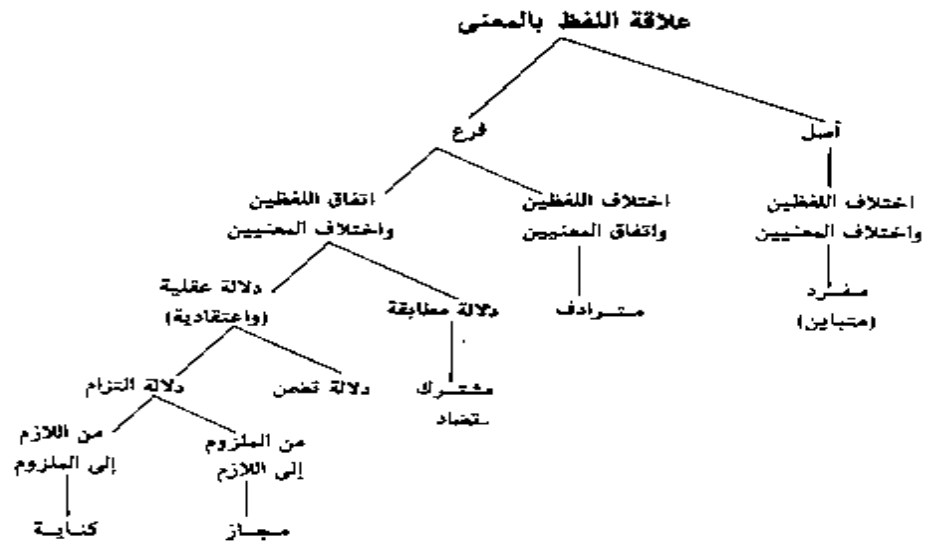 علاقة اللفظ بالمعنى
أصل
فرع
اختلاف اللفظين
واختلاف المعنيين
اختلاف اللفظين
واتفاق المعنيين
اتفاق اللفظين
واختلاف المعنيين
مفرد
(متباين)
مترادف
دلالة مطابقة
دلالة عقلية
(واعتقادية)
مشترك
تضاد
دلالة تضمن
دلالة التزام
من الملزوم
إلى اللازم
من اللازم
إلى الملزوم
مجاز
كناية